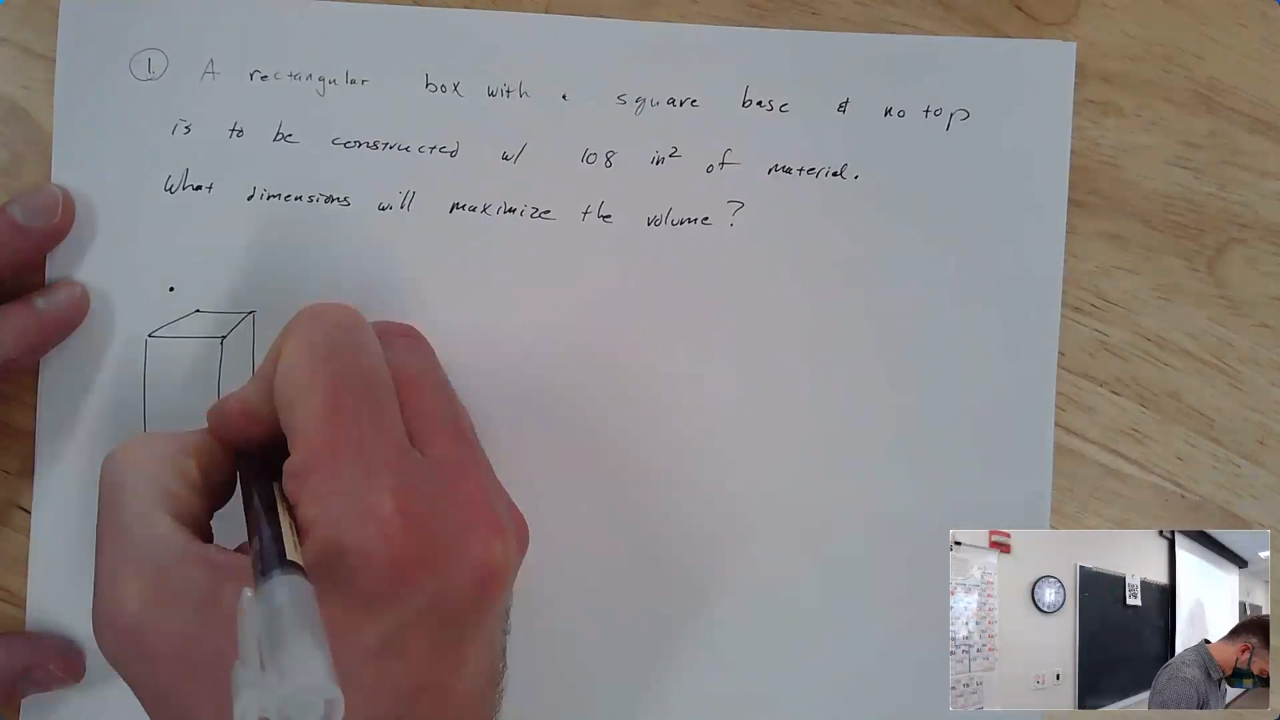 1. A rectangular box with a square base & no top
is to be constructed w/ 108 in² of material.
What dimensions will maximize the volume?